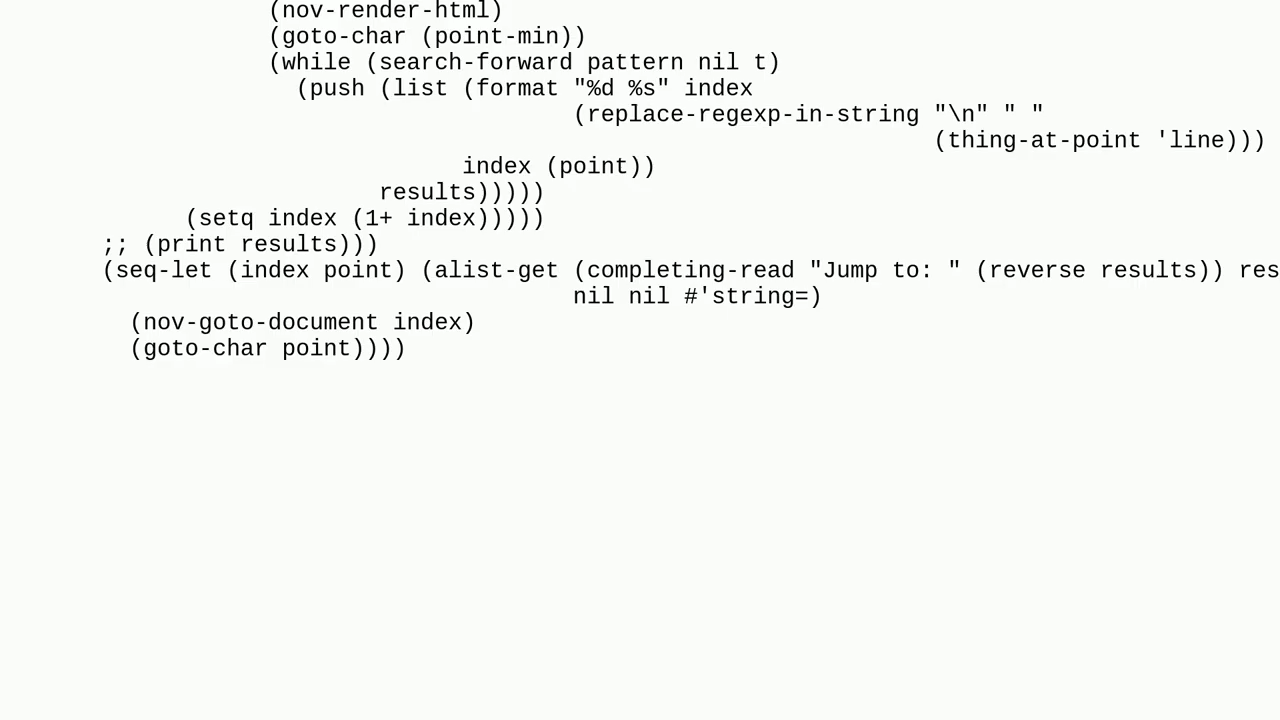 (nov-render-html)
(goto-char (point-min))
(while (search-forward pattern nil t)
(push (list (format "%d %s" index
(replace-regexp-in-string "\n" " "
(thing-at-point 'line)))
index (point))
results)))))
(setq index (1+ index)))))
;; (print results)))
(seq-let (index point) (alist-get (completing-read "Jump to: " (reverse results)) res
nil nil #'string=)
(nov-goto-document index)
(goto-char point))))